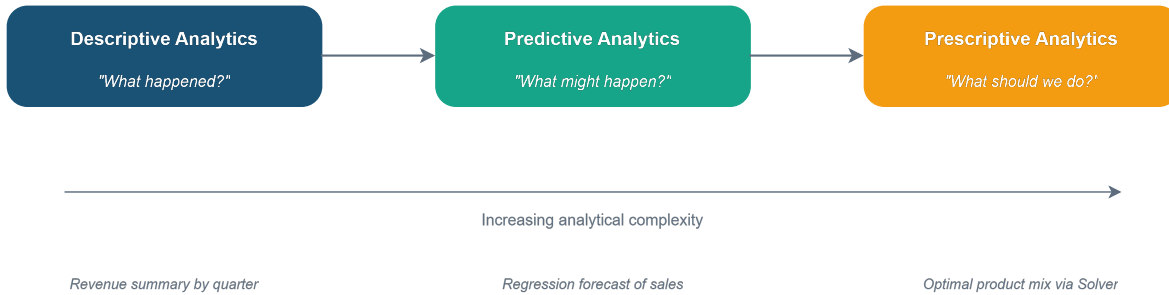 Descriptive Analytics
"What happened?"
Predictive Analytics
"What might happen?"
Prescriptive Analytics
"What should we do?'
Increasing analytical complexity
Revenue summary by quarter
Regression forecast of sales
Optimal product mix via Solver